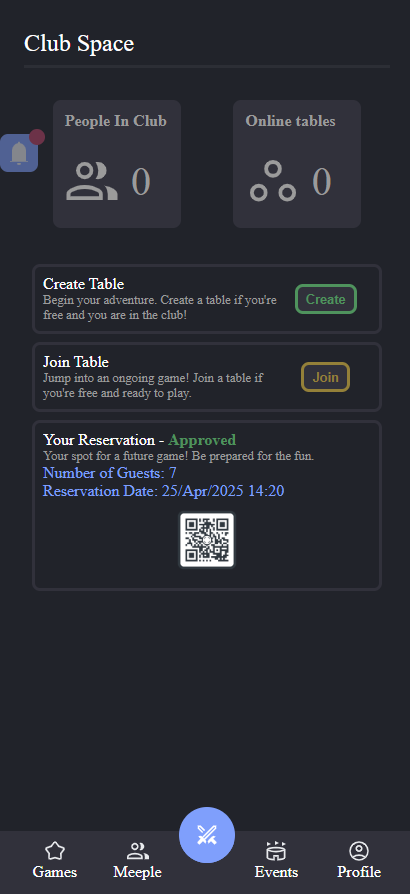 Club Space
People In Club
0
Online tables
0
Create Table
Begin your adventure. Create a table if you're
free and you are in the club!
Create
Join Table
Jump into an ongoing game! Join a table if
you're free and ready to play.
Join
Your Reservation - Approved
Your spot for a future game! Be prepared for the fun.
Number of Guests: 7
Reservation Date: 25/Apr/2025 14:20
Games
Meeple
Events
Profile